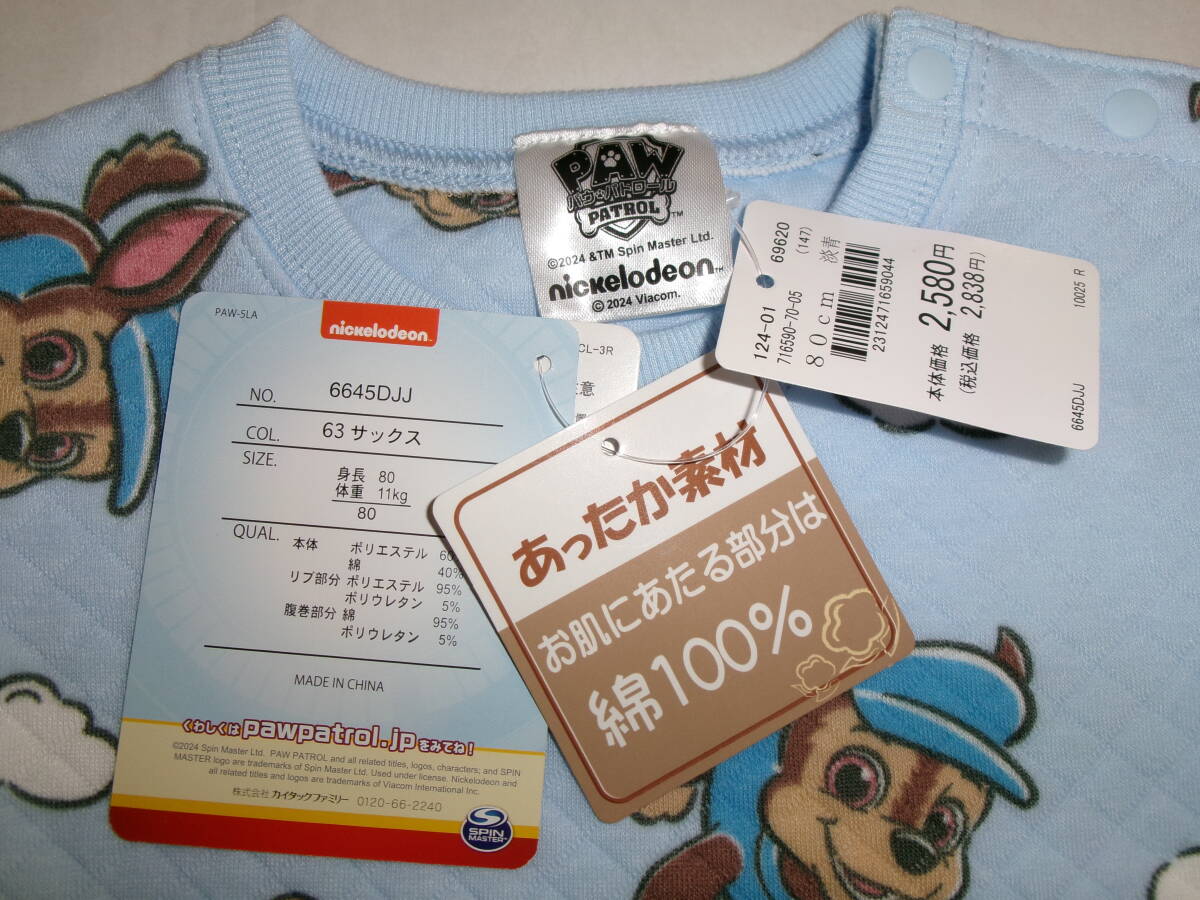 PAW
パウ・パトロール
PATROL™
©2024 &TM Spin Master Ltd.
nickelodeon™
© 2024 Viacom.
PAW-5LA
nickelodeon™
NO. 6645DJJ
COL. 63 サックス
SIZE.
身長 80
体重 11kg
80
QUAL. 本体 ポリエステル 60
綿 40%
リブ部分 ポリエステル 95%
ポリウレタン 5%
腹巻部分 綿 95%
ポリウレタン 5%
MADE IN CHINA
くわしくは pawpatrol.jp をみてね!
©2024 Spin Master Ltd. PAW PATROL and all related titles, logos, characters; and SPIN
MASTER logo are trademarks of Spin Master Ltd. Used under license. Nickelodeon and
all related titles and logos are trademarks of Viacom International Inc.
株式会社 カイタックファミリー 0120-66-2240
SPIN
MASTER
CL-3R
意
あったか素材
お肌にあたる部分は
綿100%
124-01 69620
716590-70-05 (147)
80cm 淡青
2312471659044
本体価格 2,580円
(税込価格 2,838円)
6645DJJ 10025 R